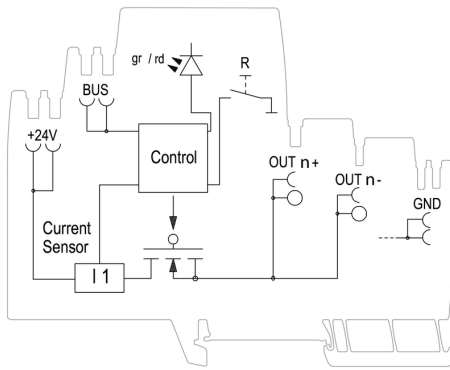 gr / rd
R
BUS
+24V
Control
OUT n+
OUT n-
GND
Current
Sensor
I 1